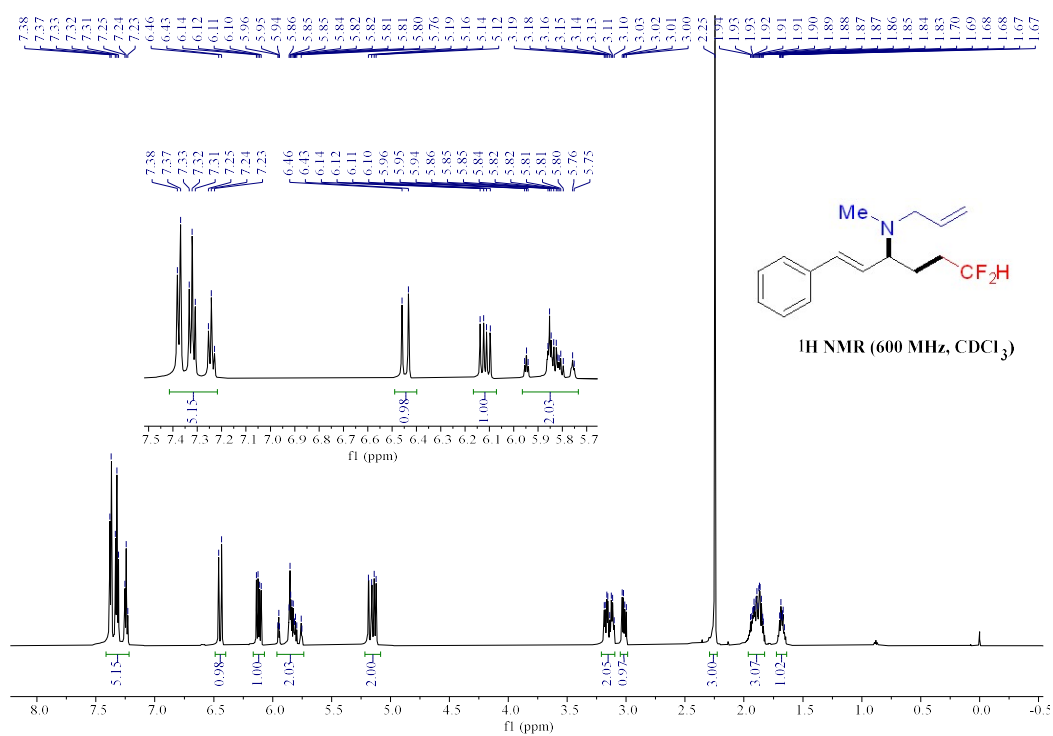 7.38 7.37 7.33 7.32 7.31 7.25 7.24 7.23 6.46 6.43 6.14 6.12 6.11 6.10 5.96 5.95 5.94 5.86 5.85 5.85 5.84 5.82 5.82 5.81 5.81 5.80 5.76 5.19 5.16 5.14 5.12 3.19 3.18 3.16 3.15 3.14 3.13 3.11 3.10 3.03 3.02 3.01 3.00 2.25 1.94 1.93 1.93 1.92 1.91 1.91 1.90 1.89 1.88 1.87 1.87 1.86 1.85 1.84 1.83 1.70 1.69 1.68 1.68 1.67 1.67
7.38 7.37 7.33 7.32 7.31 7.25 7.24 7.23 6.46 6.43 6.14 6.12 6.11 6.10 5.96 5.95 5.94 5.86 5.85 5.85 5.84 5.82 5.82 5.81 5.81 5.80 5.76 5.75
Me
N
CF2H
1H NMR (600 MHz, CDCl3)
5.15 0.98 1.00 2.03
7.5 7.4 7.3 7.2 7.1 7.0 6.9 6.8 6.7 6.6 6.5 6.4 6.3 6.2 6.1 6.0 5.9 5.8 5.7
f1 (ppm)
5.15 0.98 1.00 2.03 2.00 2.05 0.97 3.00 3.07 1.02
8.0 7.5 7.0 6.5 6.0 5.5 5.0 4.5 4.0 3.5 3.0 2.5 2.0 1.5 1.0 0.5 0.0 -0.5
f1 (ppm)